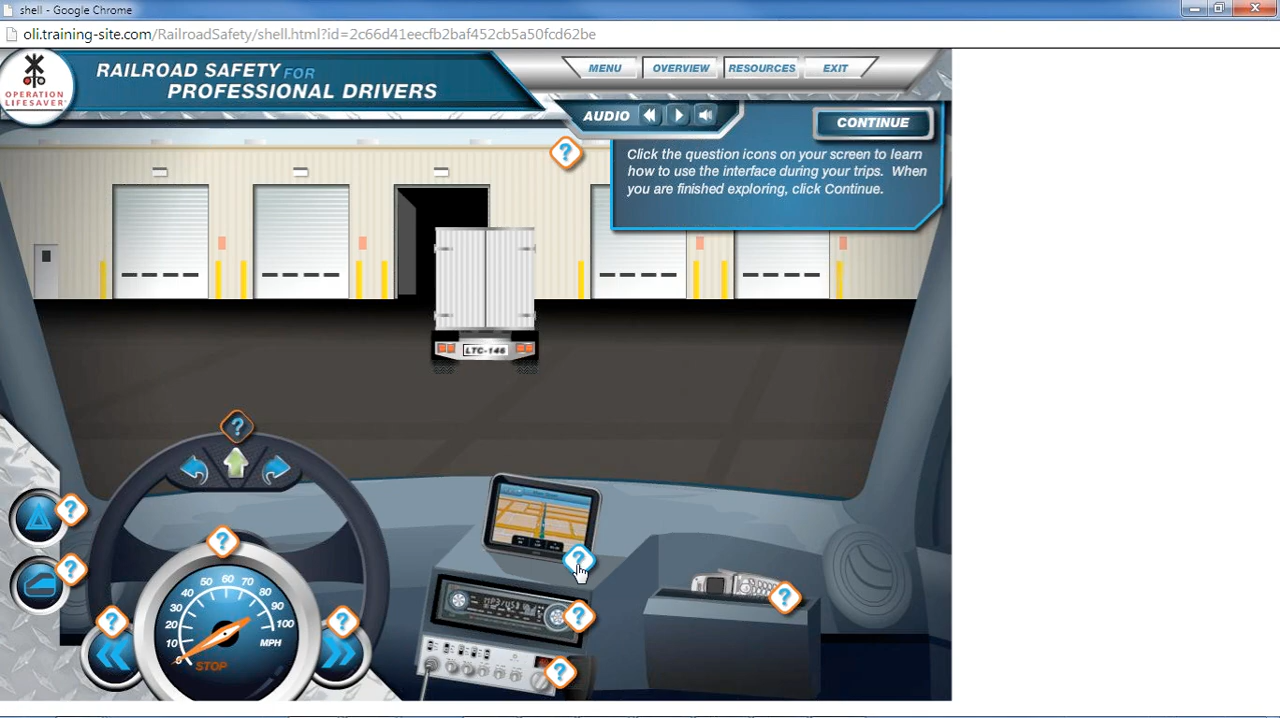 shell - Google Chrome
oli.training-site.com/RailroadSafety/shell.html?id=2c66d41eecfb2baf452cb5a50fcd62be
OPERATION
LIFESAVER
RAILROAD SAFETY FOR
PROFESSIONAL DRIVERS
MENU OVERVIEW RESOURCES EXIT
AUDIO
CONTINUE
Click the question icons on your screen to learn
how to use the interface during your trips. When
you are finished exploring, click Continue.
?
LTC-146
?
?
?
?
?
?
?
?
?
?
MP3/USB
0 10 20 30 40 50 60 70 80 90 100
MPH
STOP